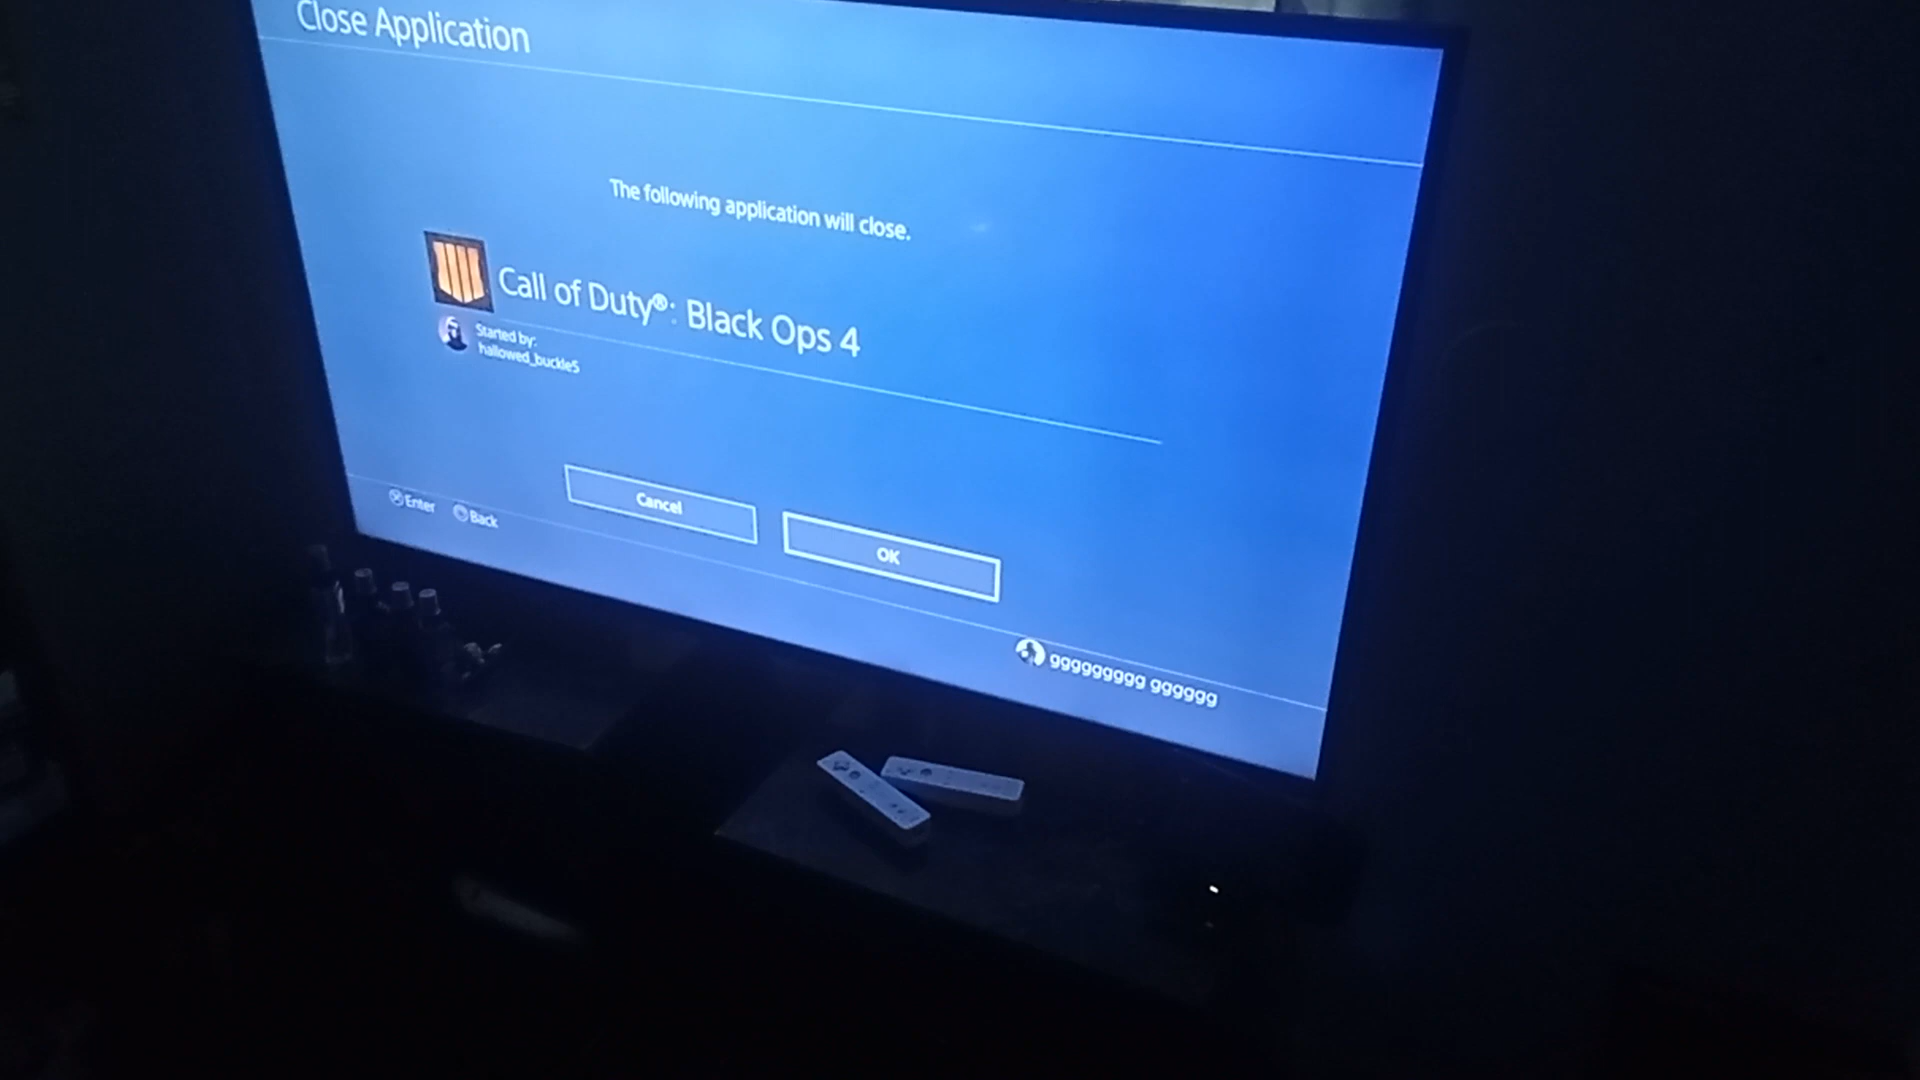 Close Application
The following application will close.
Call of Duty®: Black Ops 4
Started by:
hallowed_buckle5
Cancel
OK
Enter
Back
ggggggggg gggggg